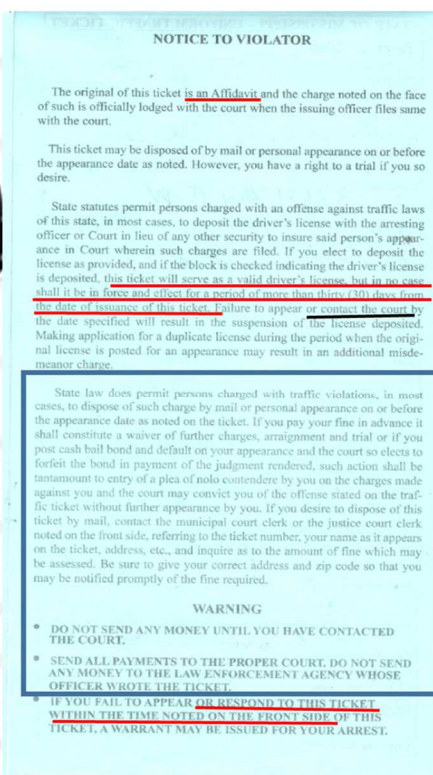 NOTICE TO VIOLATOR
The original of this ticket is an Affidavit and the charge noted on the face
of such is officially lodged with the court when the issuing officer files same
with the court.
This ticket may be disposed of by mail or personal appearance on or before
the appearance date as noted. However, you have a right to a trial if you so
desire.
State statutes permit persons charged with an offense against traffic laws
of this state, in most cases, to deposit the driver's license with the arresting
officer or Court in lieu of any other security to insure said person's appear-
ance in Court wherein such charges are filed. If you elect to deposit the
license as provided, and if the block is checked indicating the driver's license
is deposited, this ticket will serve as a valid driver's license, but in no case
shall it be in force and effect for a period of more than thirty (30) days from
the date of issuance of this ticket. Failure to appear or contact the court by
the date specified will result in the suspension of the license deposited.
Making application for a duplicate license during the period when the origi-
nal license is posted for an appearance may result in an additional misde-
meanor charge.
State law does permit persons charged with traffic violations, in most
cases, to dispose of such charge by mail or personal appearance on or before
the appearance date as noted on the ticket. If you pay your fine in advance it
shall constitute a waiver of further charges, arraignment and trial or if you
post cash bail bond and default on your appearance and the court so elects to
forfeit the bond in payment of the judgment rendered, such action shall be
tantamount to entry of a plea of nolo contendere by you on the charges made
against you and the court may convict you of the offense stated on the traf-
fic ticket without further appearance by you. If you desire to dispose of this
ticket by mail, contact the municipal court clerk or the justice court clerk
noted on the front side, referring to the ticket number, your name as it appears
on the ticket, address, etc., and inquire as to the amount of fine which may
be assessed. Be sure to give your correct address and zip code so that you
may be notified promptly of the fine required.
WARNING
• DO NOT SEND ANY MONEY UNTIL YOU HAVE CONTACTED
THE COURT.
• SEND ALL PAYMENTS TO THE PROPER COURT. DO NOT SEND
ANY MONEY TO THE LAW ENFORCEMENT AGENCY WHOSE
OFFICER WROTE THE TICKET.
• IF YOU FAIL TO APPEAR OR RESPOND TO THIS TICKET
WITHIN THE TIME NOTED ON THE FRONT SIDE OF THIS
TICKET, A WARRANT MAY BE ISSUED FOR YOUR ARREST.